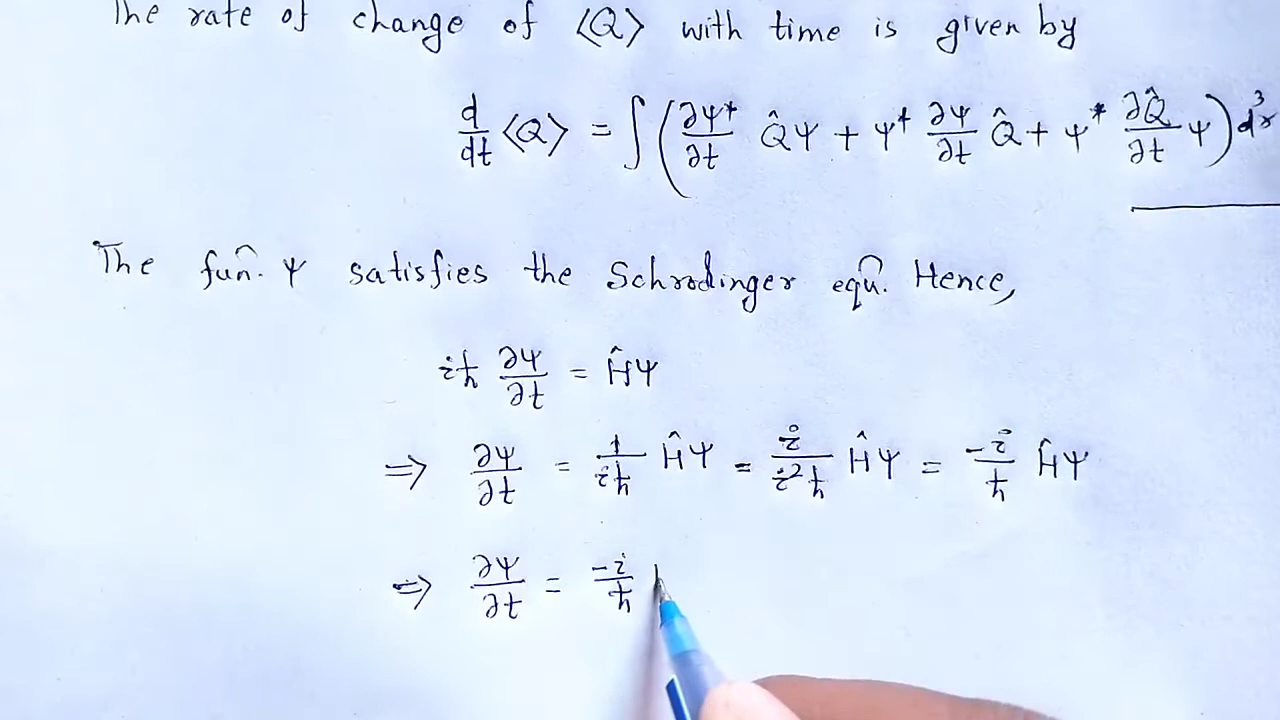 The rate of change of ⟨Q⟩ with time is given by
d/dt ⟨Q⟩ = ∫ ( ∂ψ*/∂t Q̂ψ + ψ* ∂ψ/∂t Q̂ + ψ* ∂Q̂/∂t ψ ) d³r
The fun. ψ satisfies the Schrodinger equ. Hence,
iħ ∂ψ/∂t = Ĥψ
⇒ ∂ψ/∂t = 1/iħ Ĥψ = i/i²ħ Ĥψ = -i/ħ Ĥψ
⇒ ∂ψ/∂t = -i/ħ